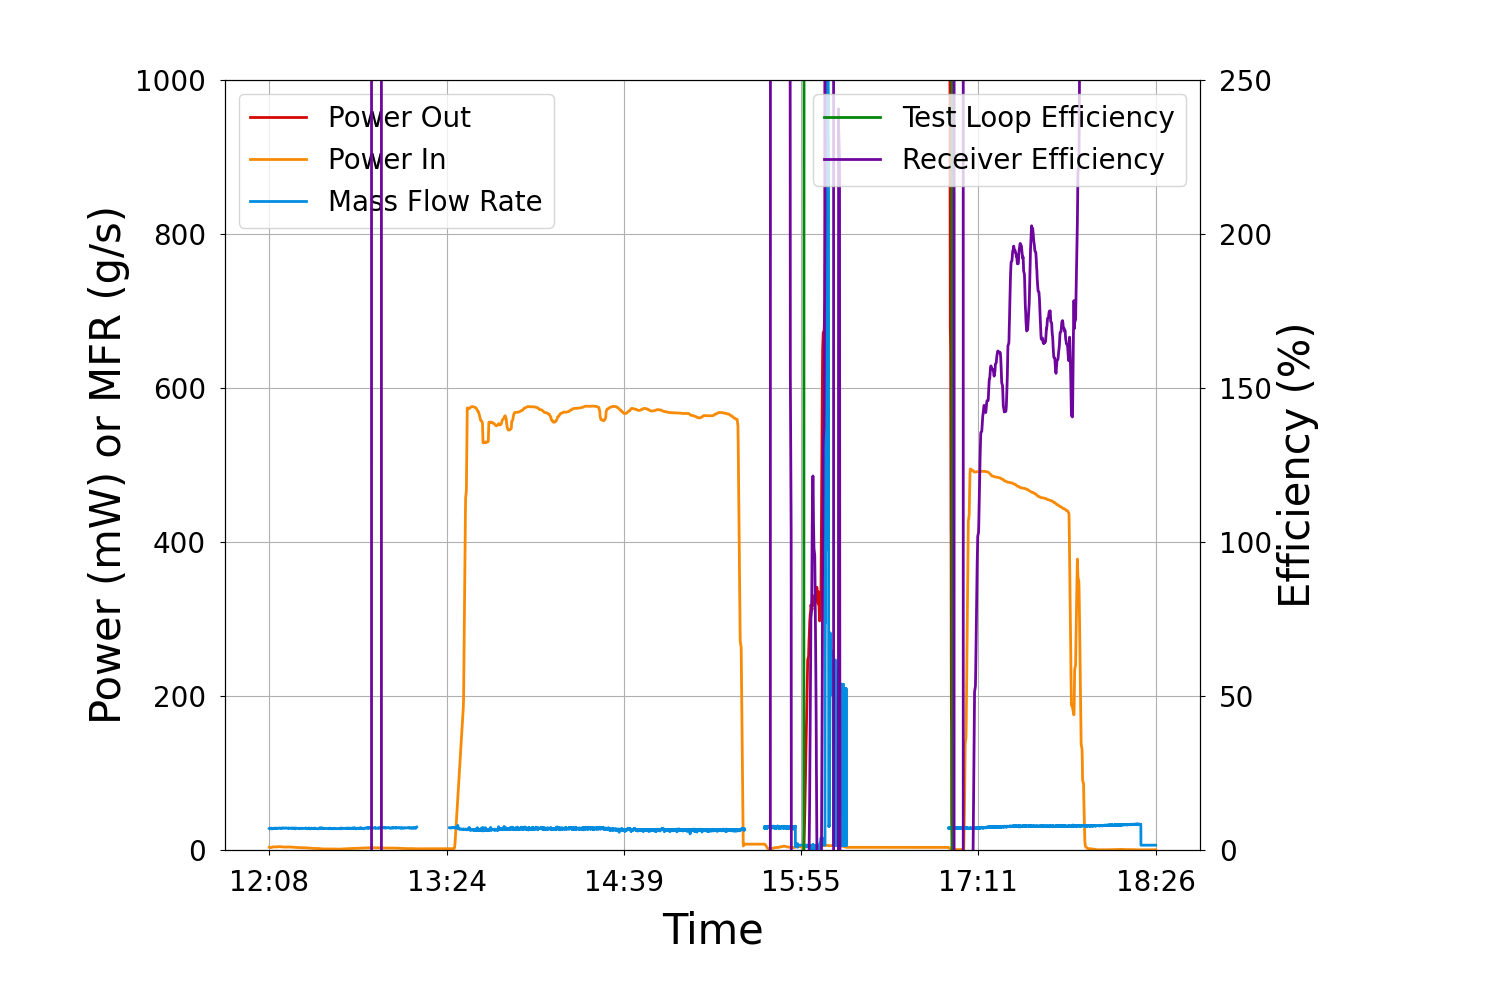 1000
800
600
400
200
0
250
200
150
100
50
0
Power (mW) or MFR (g/s)
Efficiency (%)
Power Out
Power In
Mass Flow Rate
Test Loop Efficiency
Receiver Efficiency
12:08 13:24 14:39 15:55 17:11 18:26
Time